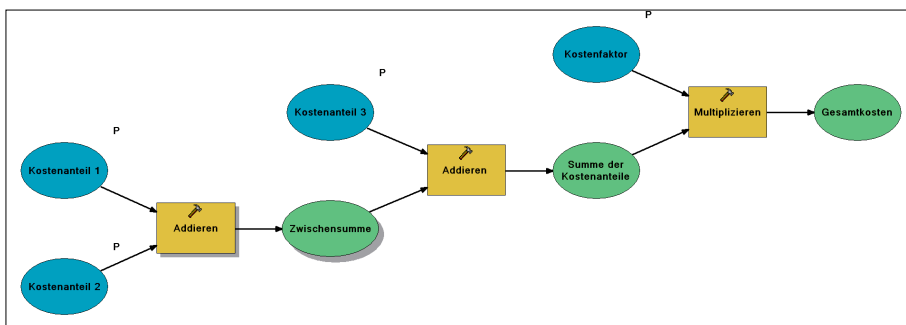 P
Kostenfaktor
P
Kostenanteil 3
Multiplizieren
Gesamtkosten
P
Kostenanteil 1
Addieren
Summe der
Kostenanteile
Addieren
Zwischensumme
P
Kostenanteil 2